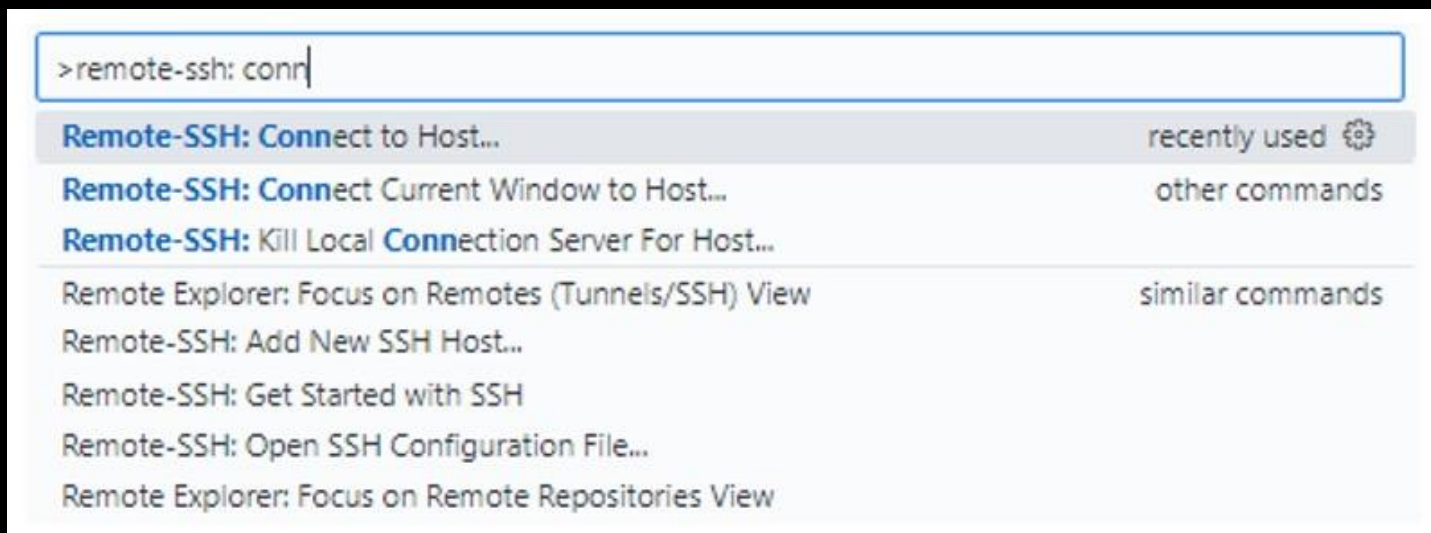 >remote-ssh: conn
Remote-SSH: Connect to Host... recently used
Remote-SSH: Connect Current Window to Host... other commands
Remote-SSH: Kill Local Connection Server For Host...
Remote Explorer: Focus on Remotes (Tunnels/SSH) View similar commands
Remote-SSH: Add New SSH Host...
Remote-SSH: Get Started with SSH
Remote-SSH: Open SSH Configuration File...
Remote Explorer: Focus on Remote Repositories View